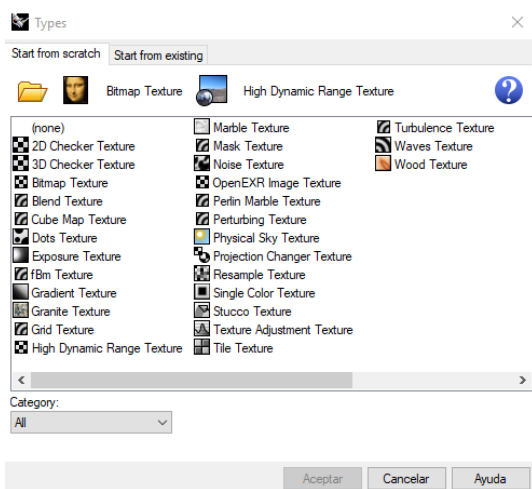 Types
Start from scratch
Start from existing
Bitmap Texture
High Dynamic Range Texture
(none)
2D Checker Texture
3D Checker Texture
Bitmap Texture
Blend Texture
Cube Map Texture
Dots Texture
Exposure Texture
fBm Texture
Gradient Texture
Granite Texture
Grid Texture
High Dynamic Range Texture
Marble Texture
Mask Texture
Noise Texture
OpenEXR Image Texture
Perlin Marble Texture
Perturbing Texture
Physical Sky Texture
Projection Changer Texture
Resample Texture
Single Color Texture
Stucco Texture
Texture Adjustment Texture
Tile Texture
Turbulence Texture
Waves Texture
Wood Texture
Category:
All
Aceptar
Cancelar
Ayuda